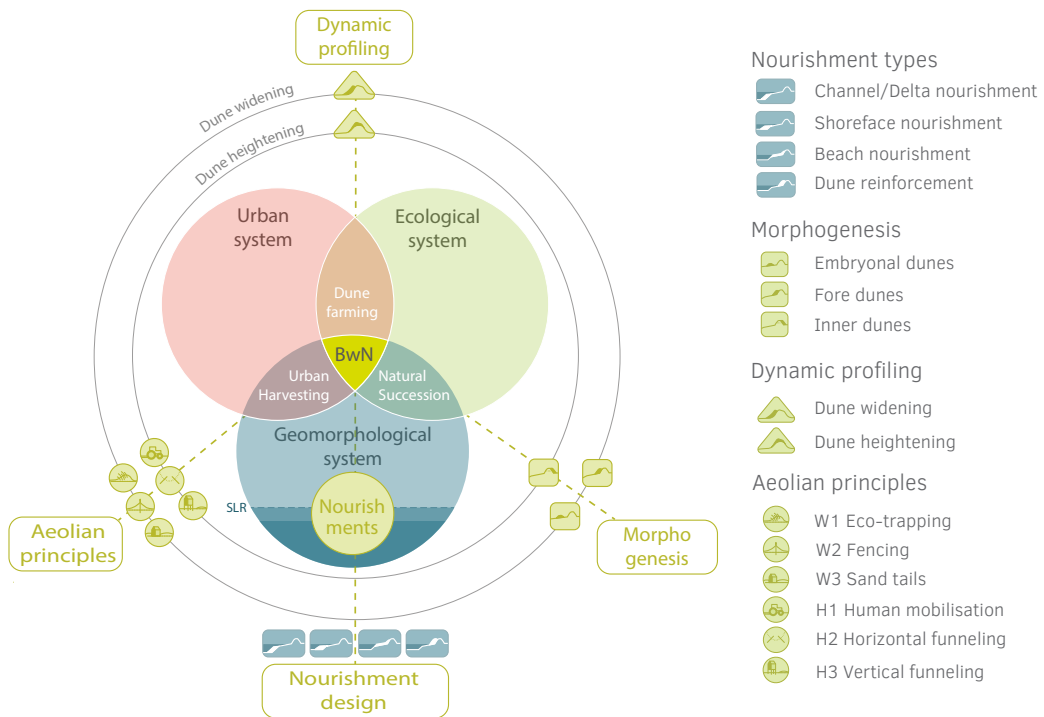 Dynamic
profiling
Dune widening
Dune heightening
Urban
system
Ecological
system
Dune
farming
BwN
Urban
Harvesting
Natural
Succession
Geomorphological
system
SLR
Nourish
ments
Aeolian
principles
Morpho
genesis
Nourishment
design
Nourishment types
Channel/Delta nourishment
Shoreface nourishment
Beach nourishment
Dune reinforcement
Morphogenesis
Embryonal dunes
Fore dunes
Inner dunes
Dynamic profiling
Dune widening
Dune heightening
Aeolian principles
W1 Eco-trapping
W2 Fencing
W3 Sand tails
H1 Human mobilisation
H2 Horizontal funneling
H3 Vertical funneling